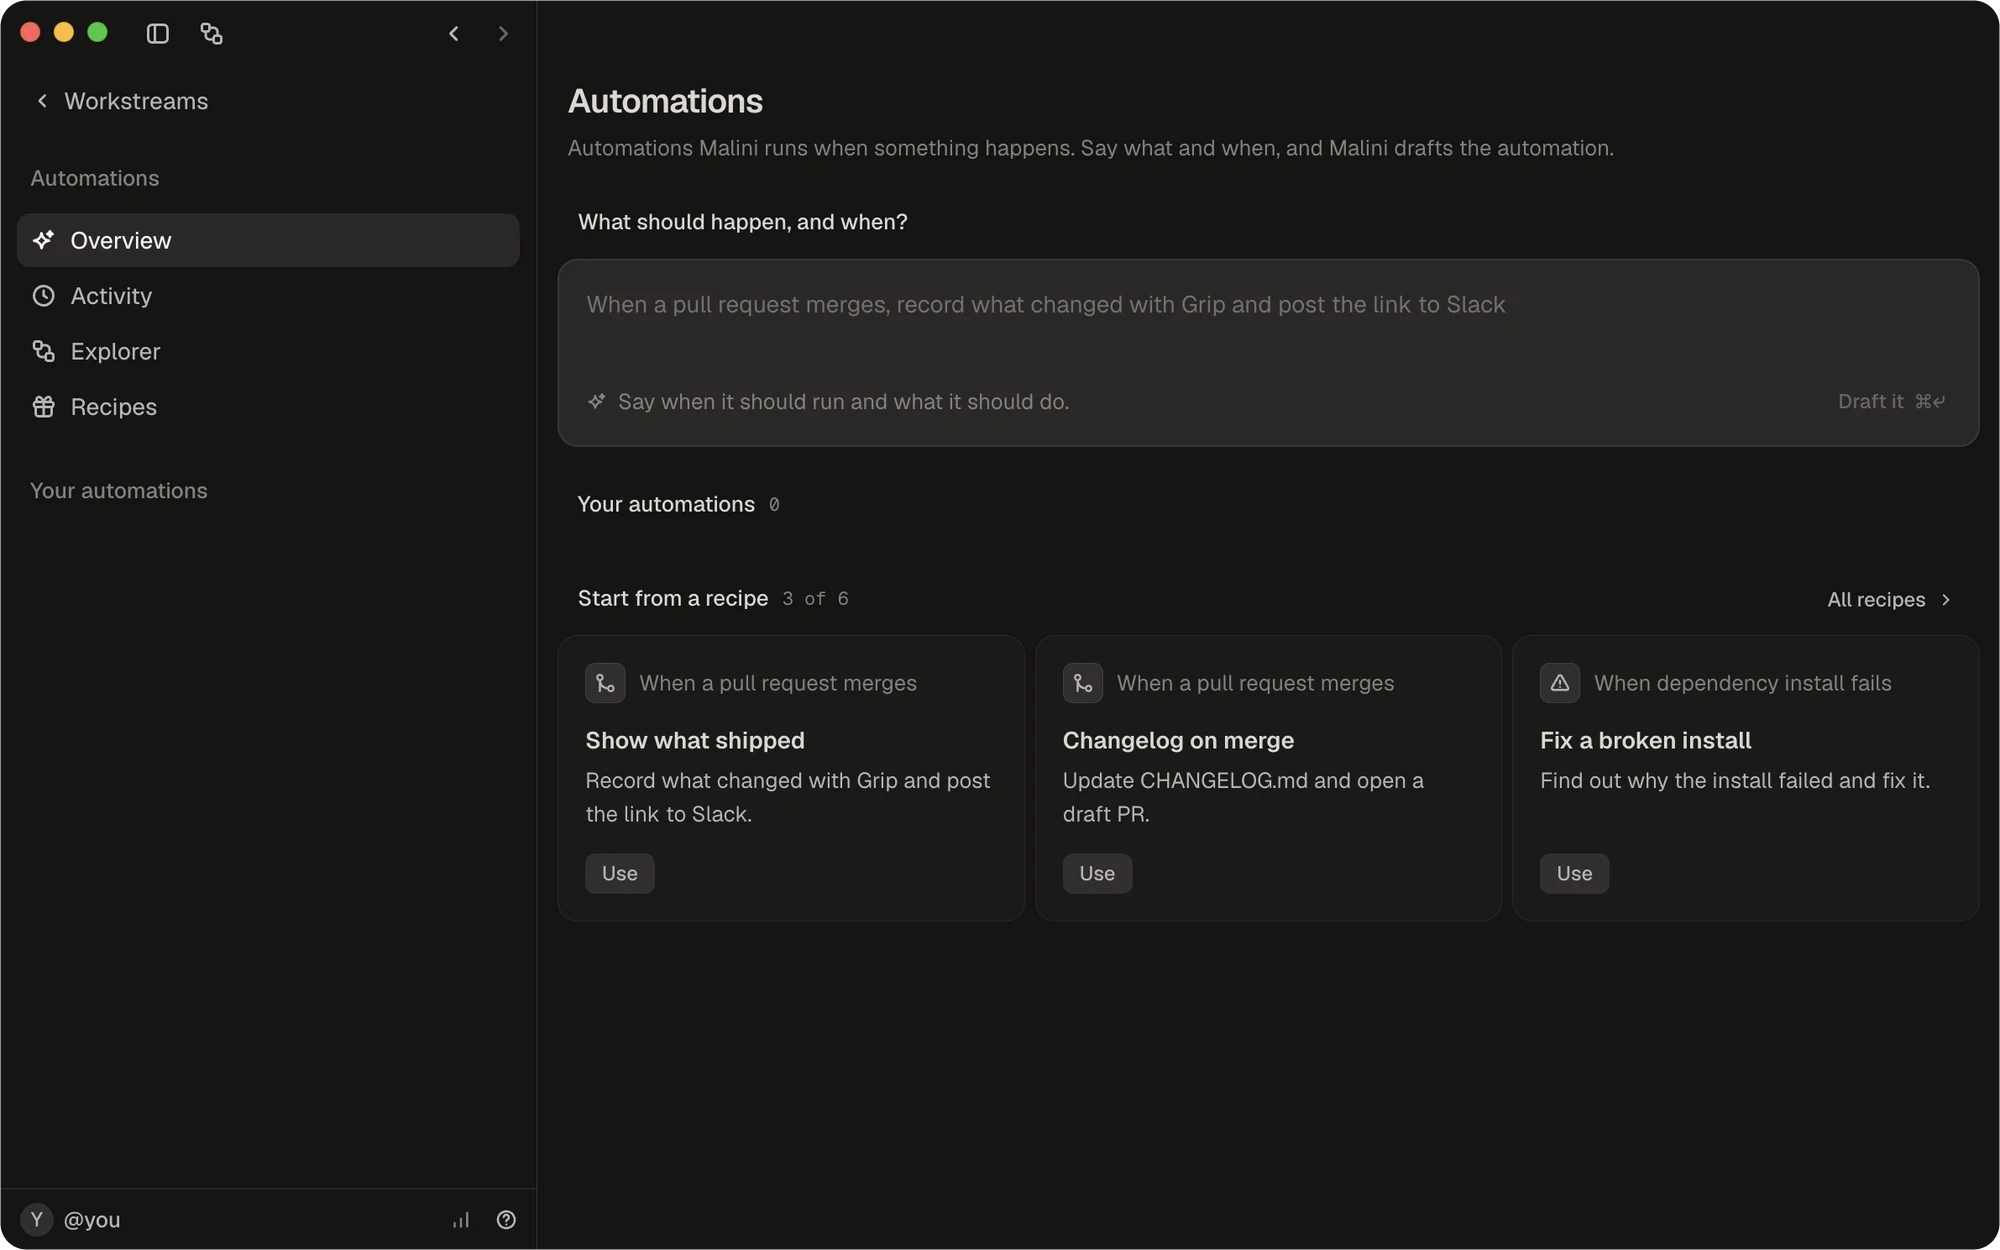 Workstreams
Automations
Overview
Activity
Explorer
Recipes
Your automations
Y @you
Automations
Automations Malini runs when something happens. Say what and when, and Malini drafts the automation.
What should happen, and when?
When a pull request merges, record what changed with Grip and post the link to Slack
Say when it should run and what it should do.
Draft it ⌘↵
Your automations 0
Start from a recipe 3 of 6
All recipes
When a pull request merges
Show what shipped
Record what changed with Grip and post
the link to Slack.
Use
When a pull request merges
Changelog on merge
Update CHANGELOG.md and open a
draft PR.
Use
When dependency install fails
Fix a broken install
Find out why the install failed and fix it.
Use